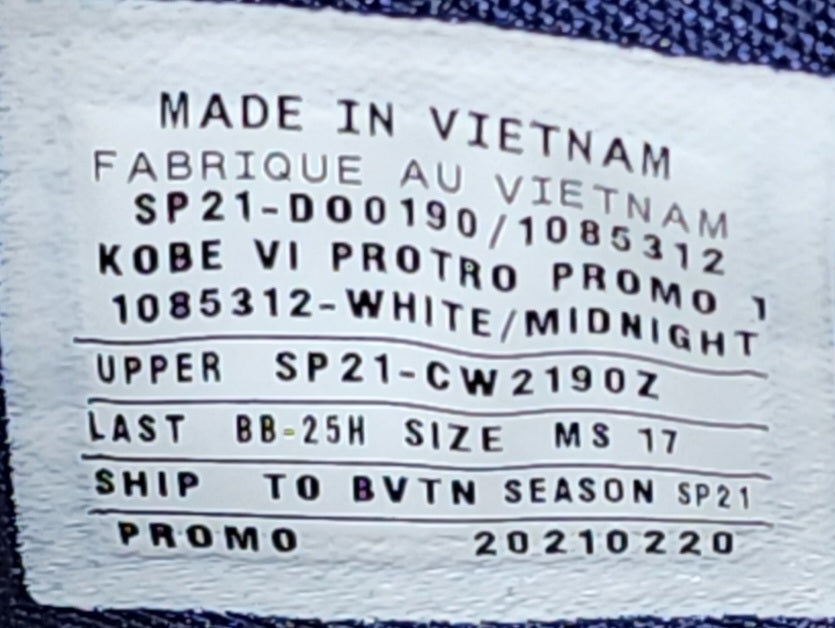 MADE IN VIETNAM
FABRIQUE AU VIETNAM
SP21-D00190/1085312
KOBE VI PROTRO PROMO 1
1085312-WHITE/MIDNIGHT
UPPER SP21-CW2190Z
LAST BB-25H SIZE MS 17
SHIP TO BVTN SEASON SP21
PROMO 20210220